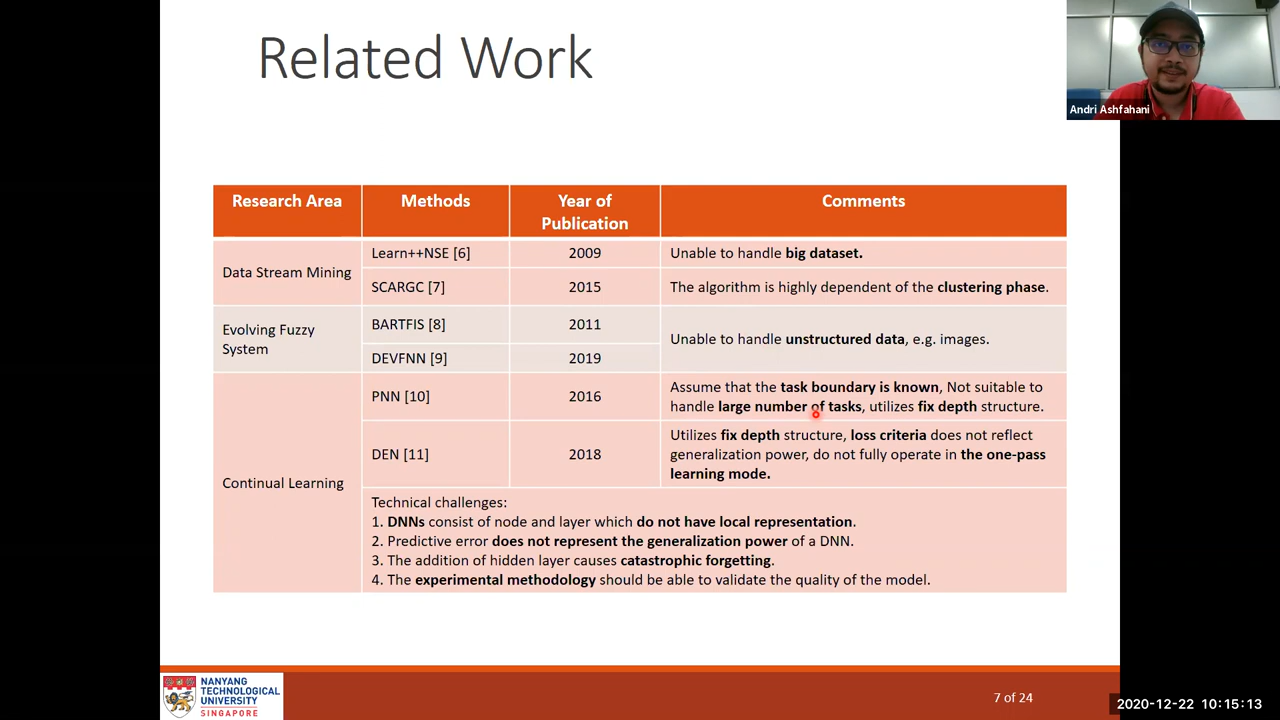 Related Work
Andri Ashfahani
Research Area
Methods
Year of
Publication
Comments
Data Stream Mining
Learn++NSE [6]
2009
Unable to handle big dataset.
SCARGC [7]
2015
The algorithm is highly dependent of the clustering phase.
Evolving Fuzzy
System
BARTFIS [8]
2011
Unable to handle unstructured data, e.g. images.
DEVFNN [9]
2019
Continual Learning
PNN [10]
2016
Assume that the task boundary is known, Not suitable to
handle large number of tasks, utilizes fix depth structure.
DEN [11]
2018
Utilizes fix depth structure, loss criteria does not reflect
generalization power, do not fully operate in the one-pass
learning mode.
Technical challenges:
1. DNNs consist of node and layer which do not have local representation.
2. Predictive error does not represent the generalization power of a DNN.
3. The addition of hidden layer causes catastrophic forgetting.
4. The experimental methodology should be able to validate the quality of the model.
NANYANG
TECHNOLOGICAL
UNIVERSITY
SINGAPORE
7 of 24
2020-12-22 10:15:13